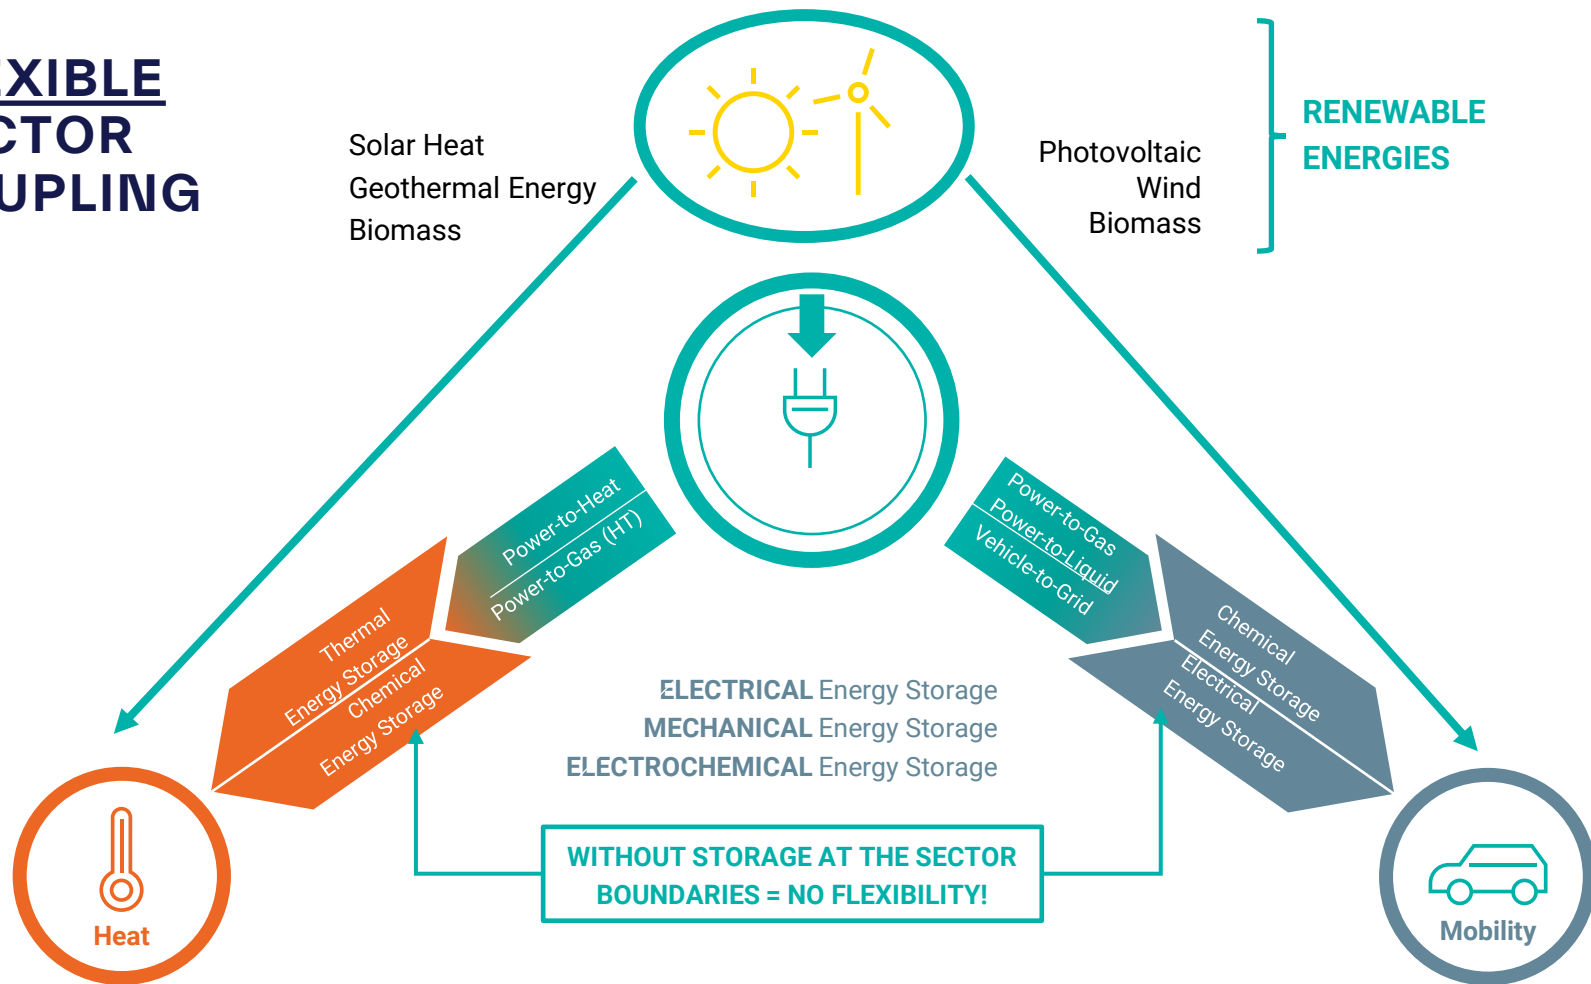 EXIBLE
CTOR
UPLING
Solar Heat
Geothermal Energy
Biomass
Photovoltaic
Wind
Biomass
RENEWABLE
ENERGIES
Power-to-Heat
Power-to-Gas (HT)
Power-to-Gas
Power-to-Liquid
Vehicle-to-Grid
Thermal
Energy Storage
Chemical
Energy Storage
Chemical
Energy Storage
Electrical
Energy Storage
ELECTRICAL Energy Storage
MECHANICAL Energy Storage
ELECTROCHEMICAL Energy Storage
WITHOUT STORAGE AT THE SECTOR
BOUNDARIES = NO FLEXIBILITY!
Heat
Mobility